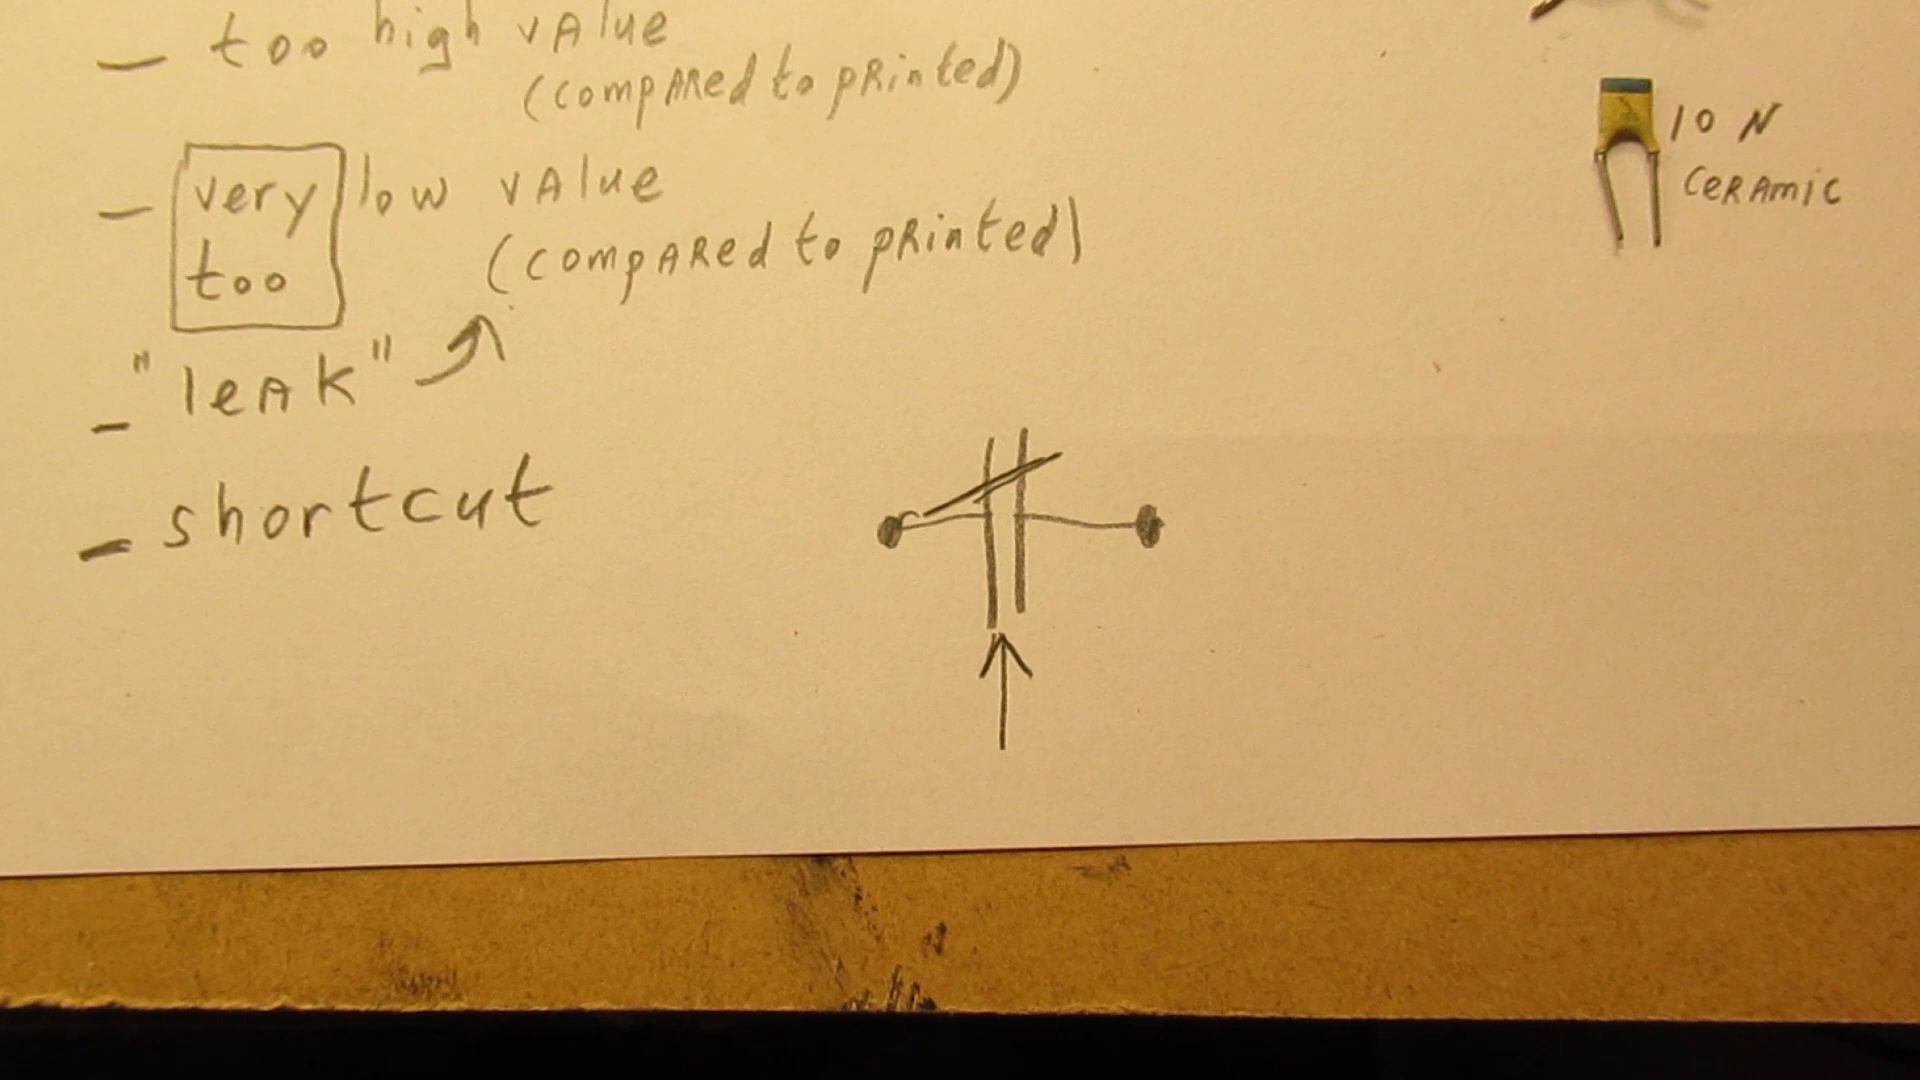 - too high value
(compared to printed)
- very low value
too
(compared to printed)
- "leak"
- shortcut
10 N
ceramic